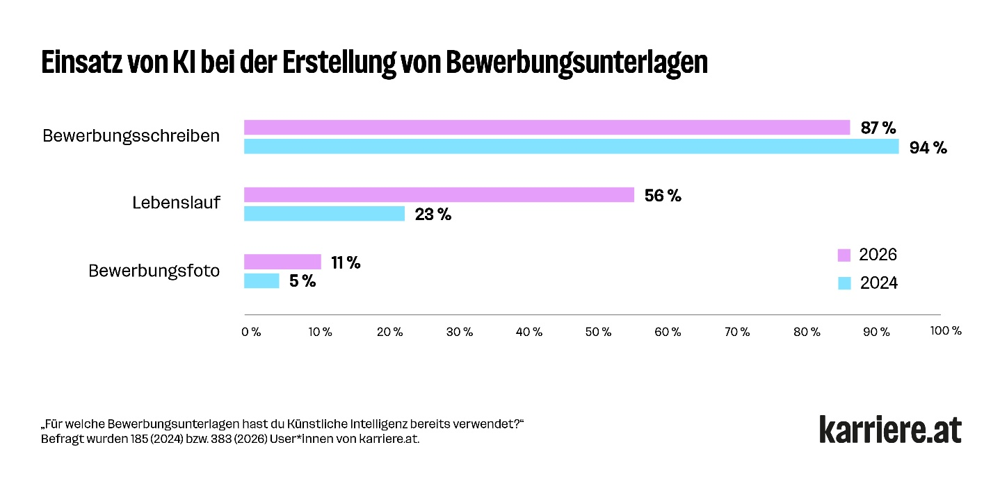 Einsatz von KI bei der Erstellung von Bewerbungsunterlagen
Bewerbungsschreiben
87 %
94 %
Lebenslauf
56 %
23 %
Bewerbungsfoto
11 %
5 %
2026
2024
0 % 10 % 20 % 30 % 40 % 50 % 60 % 70 % 80 % 90 % 100 %
„Für welche Bewerbungsunterlagen hast du Künstliche Intelligenz bereits verwendet?“
Befragt wurden 185 (2024) bzw. 383 (2026) User*innen von karriere.at.
karriere.at